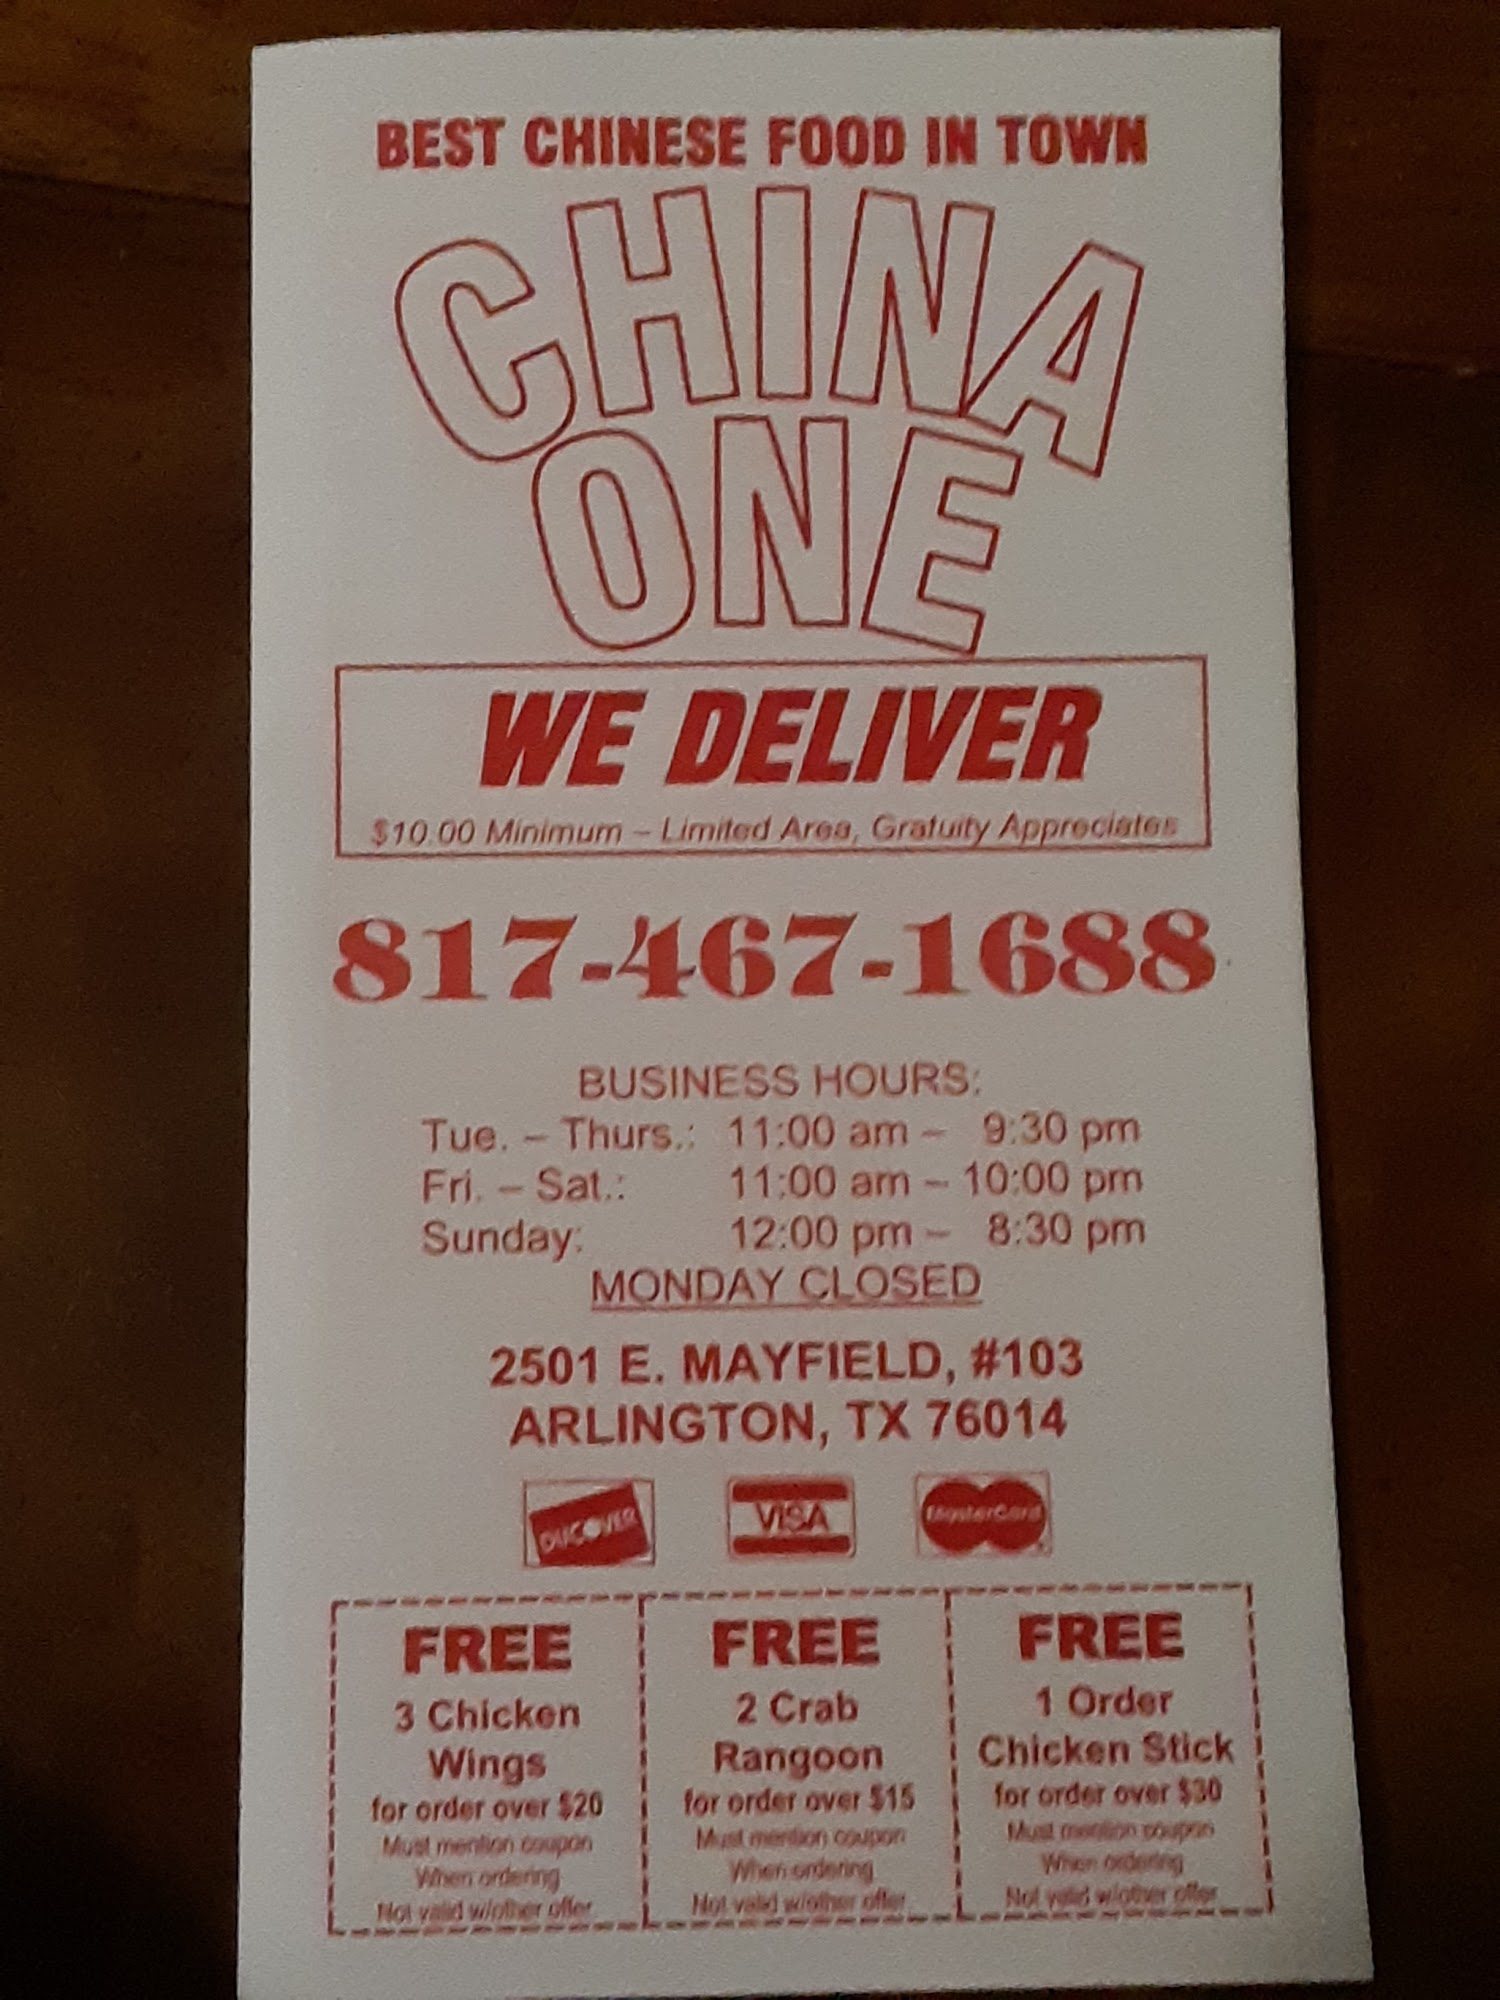 BEST CHINESE FOOD IN TOWN
CHINA
ONE
WE DELIVER
$10.00 Minimum – Limited Area, Gratuity Appreciates
817-467-1688
BUSINESS HOURS:
Tue. – Thurs.: 11:00 am – 9:30 pm
Fri. – Sat.: 11:00 am – 10:00 pm
Sunday: 12:00 pm – 8:30 pm
MONDAY CLOSED
2501 E. MAYFIELD, #103
ARLINGTON, TX 76014
DISCOVER VISA MasterCard
FREE
3 Chicken
Wings
for order over $20
Must mention coupon
When ordering
Not valid w/other offer
FREE
2 Crab
Rangoon
for order over $15
Must mention coupon
When ordering
Not valid w/other offer
FREE
1 Order
Chicken Stick
for order over $30
Must mention coupon
When ordering
Not valid w/other offer